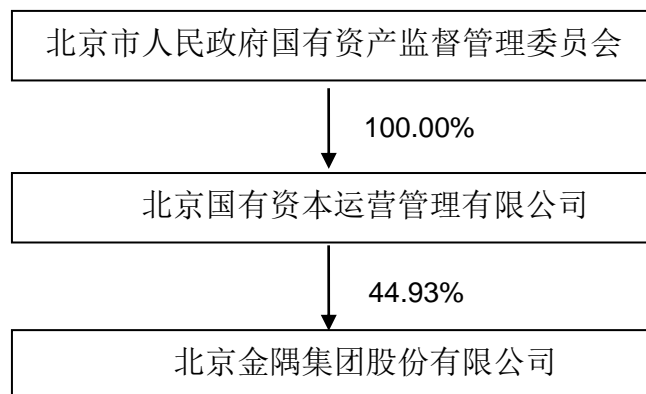 北京市人民政府国有资产监督管理委员会
100.00%
北京国有资本运营管理有限公司
44.93%
北京金隅集团股份有限公司